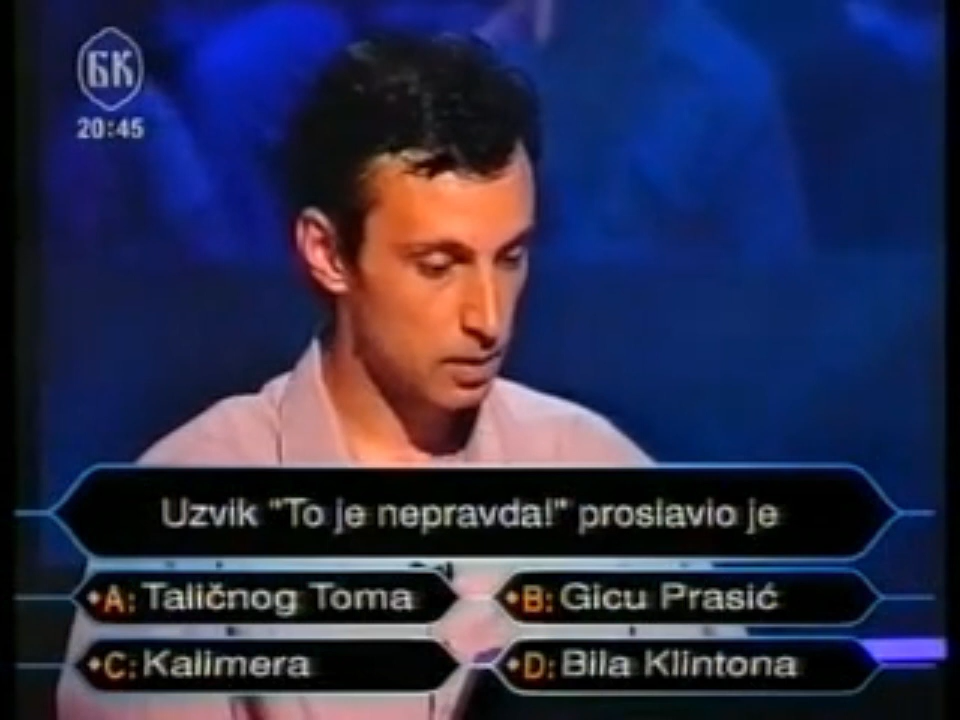 БК
20:45
Uzvik "To je nepravda!" proslavio je
A: Taličnog Toma
B: Gicu Prasić
C: Kalimera
D: Bila Klintona